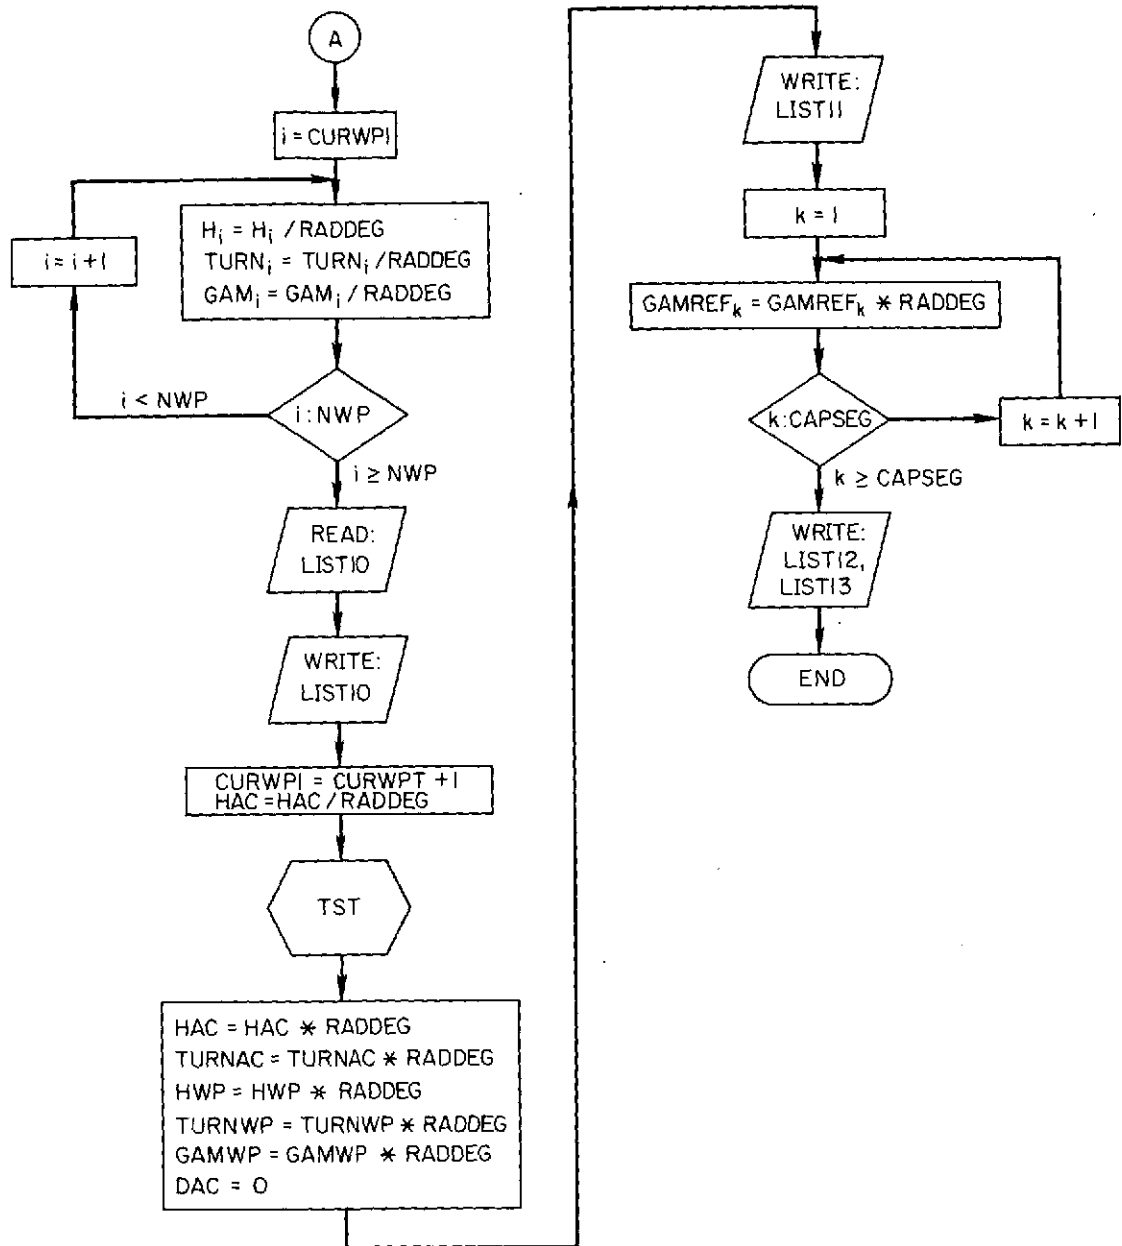 A
i = CURWP1
H_i = H_i / RADDEG
TURN_i = TURN_i / RADDEG
GAM_i = GAM_i / RADDEG
i = i + 1
i < NWP
i : NWP
i ≥ NWP
READ:
LIST10
WRITE:
LIST10
CURWP1 = CURWPT + 1
HAC = HAC / RADDEG
TST
HAC = HAC * RADDEG
TURNAC = TURNAC * RADDEG
HWP = HWP * RADDEG
TURNWP = TURNWP * RADDEG
GAMWP = GAMWP * RADDEG
DAC = 0
WRITE:
LIST11
k = 1
GAMREF_k = GAMREF_k * RADDEG
k : CAPSEG
k = k + 1
k ≥ CAPSEG
WRITE:
LIST12,
LIST13
END